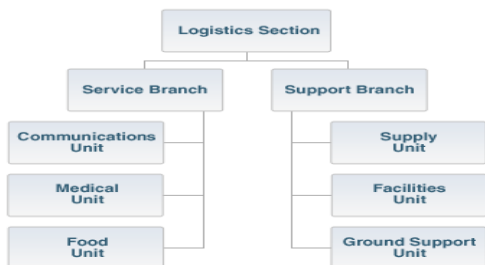 Logistics Section
Service Branch
Support Branch
Communications
Unit
Supply
Unit
Medical
Unit
Facilities
Unit
Food
Unit
Ground Support
Unit